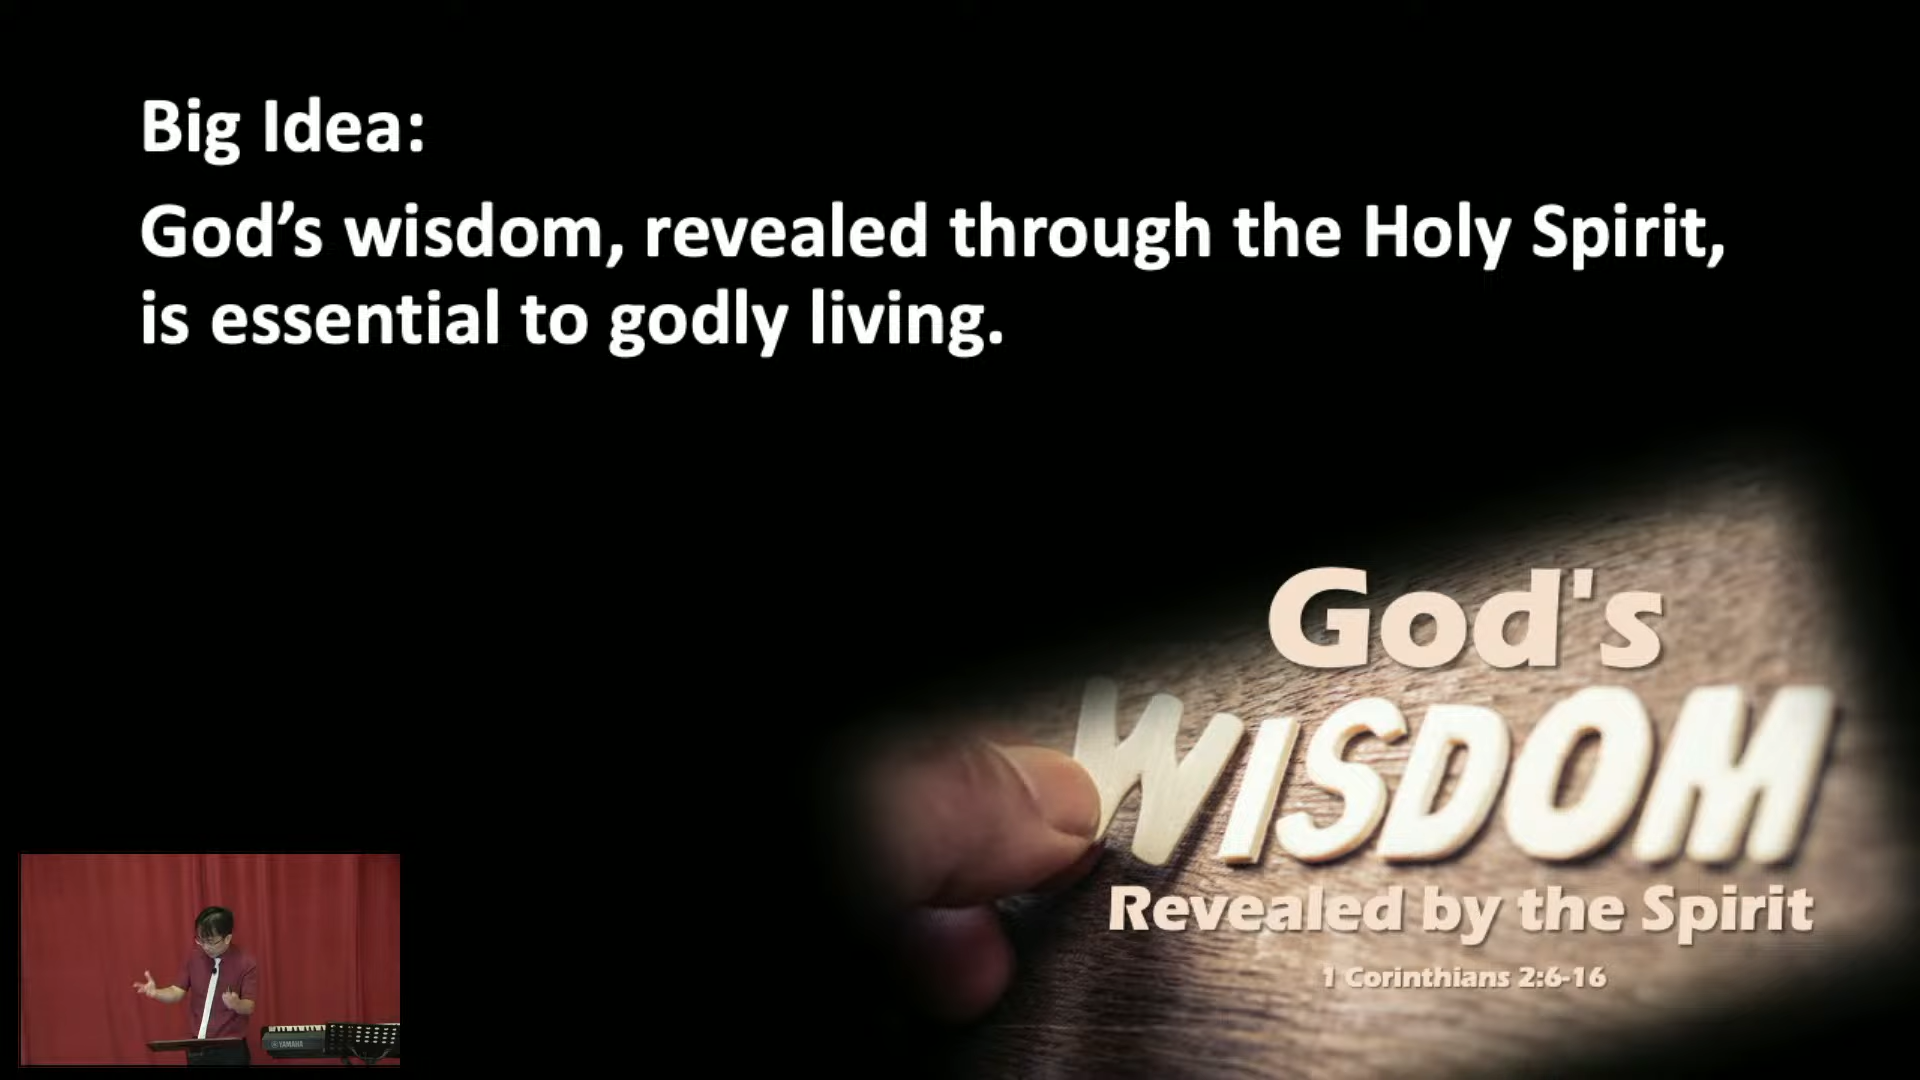 Big Idea:
God’s wisdom, revealed through the Holy Spirit,
is essential to godly living.
God's
WISDOM
Revealed by the Spirit
1 Corinthians 2:6-16
YAMAHA